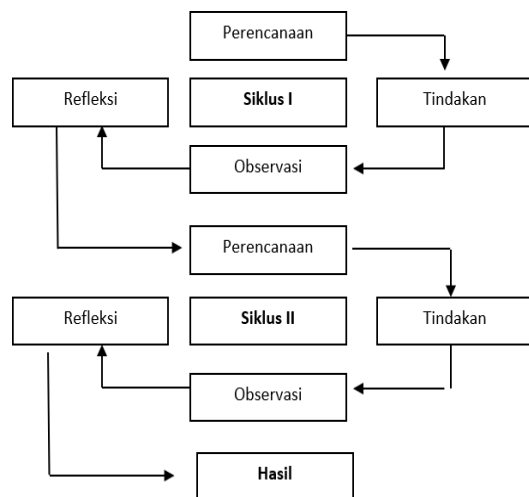 Perencanaan
Refleksi
Siklus I
Tindakan
Observasi
Perencanaan
Refleksi
Siklus II
Tindakan
Observasi
Hasil